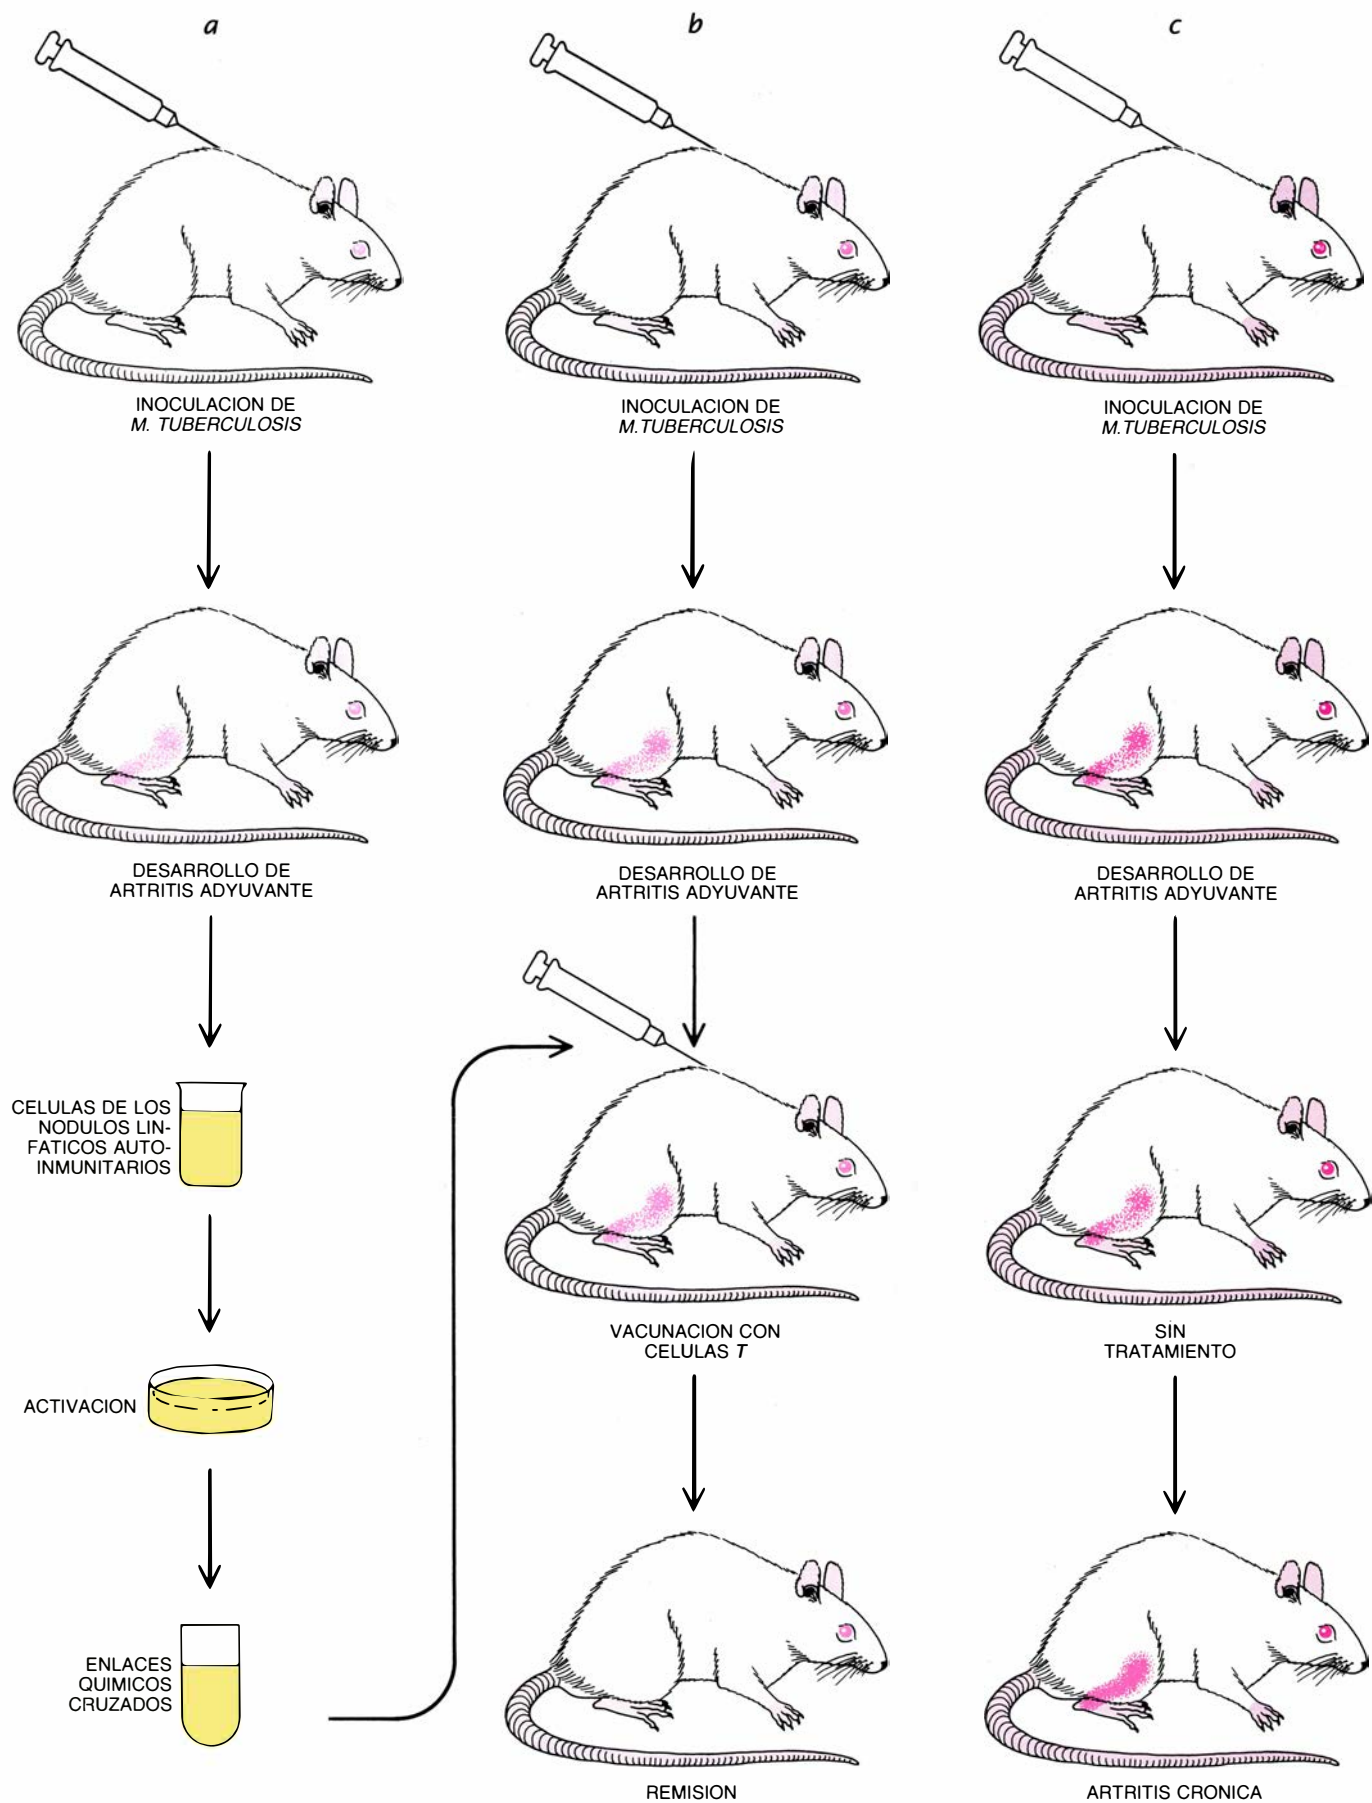 a
b
c
INOCULACION DE
M. TUBERCULOSIS
INOCULACION DE
M.TUBERCULOSIS
INOCULACION DE
M.TUBERCULOSIS
DESARROLLO DE
ARTRITIS ADYUVANTE
DESARROLLO DE
ARTRITIS ADYUVANTE
DESARROLLO DE
ARTRITIS ADYUVANTE
CELULAS DE LOS
NODULOS LIN-
FATICOS AUTO-
INMUNITARIOS
VACUNACION CON
CELULAS T
SIN
TRATAMIENTO
ACTIVACION
ENLACES
QUIMICOS
CRUZADOS
REMISION
ARTRITIS CRONICA